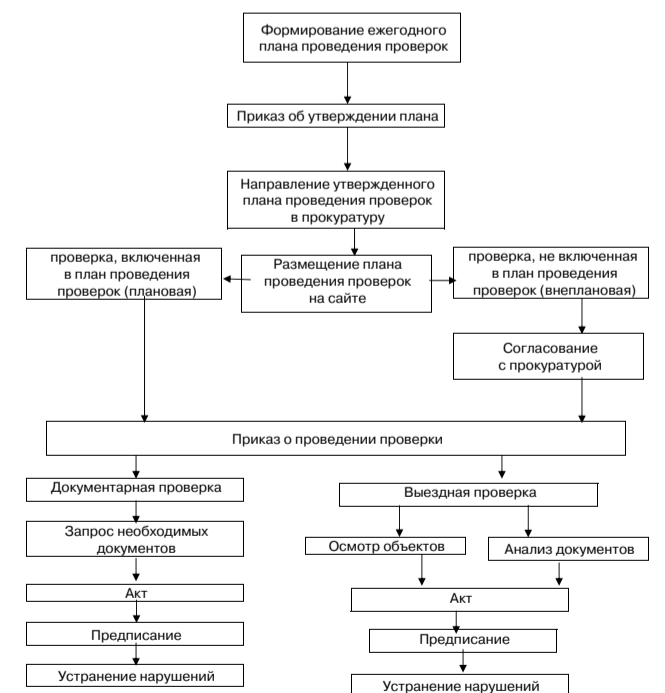 Формирование ежегодного
плана проведения проверок
Приказ об утверждении плана
Направление утвержденного
плана проведения проверок
в прокуратуру
проверка, включенная
в план проведения
проверок (плановая)
Размещение плана
проведения проверок
на сайте
проверка, не включенная
в план проведения
проверок (внеплановая)
Согласование
с прокуратурой
Приказ о проведении проверки
Документарная проверка
Запрос необходимых
документов
Акт
Предписание
Устранение нарушений
Выездная проверка
Осмотр объектов
Анализ документов
Акт
Предписание
Устранение нарушений